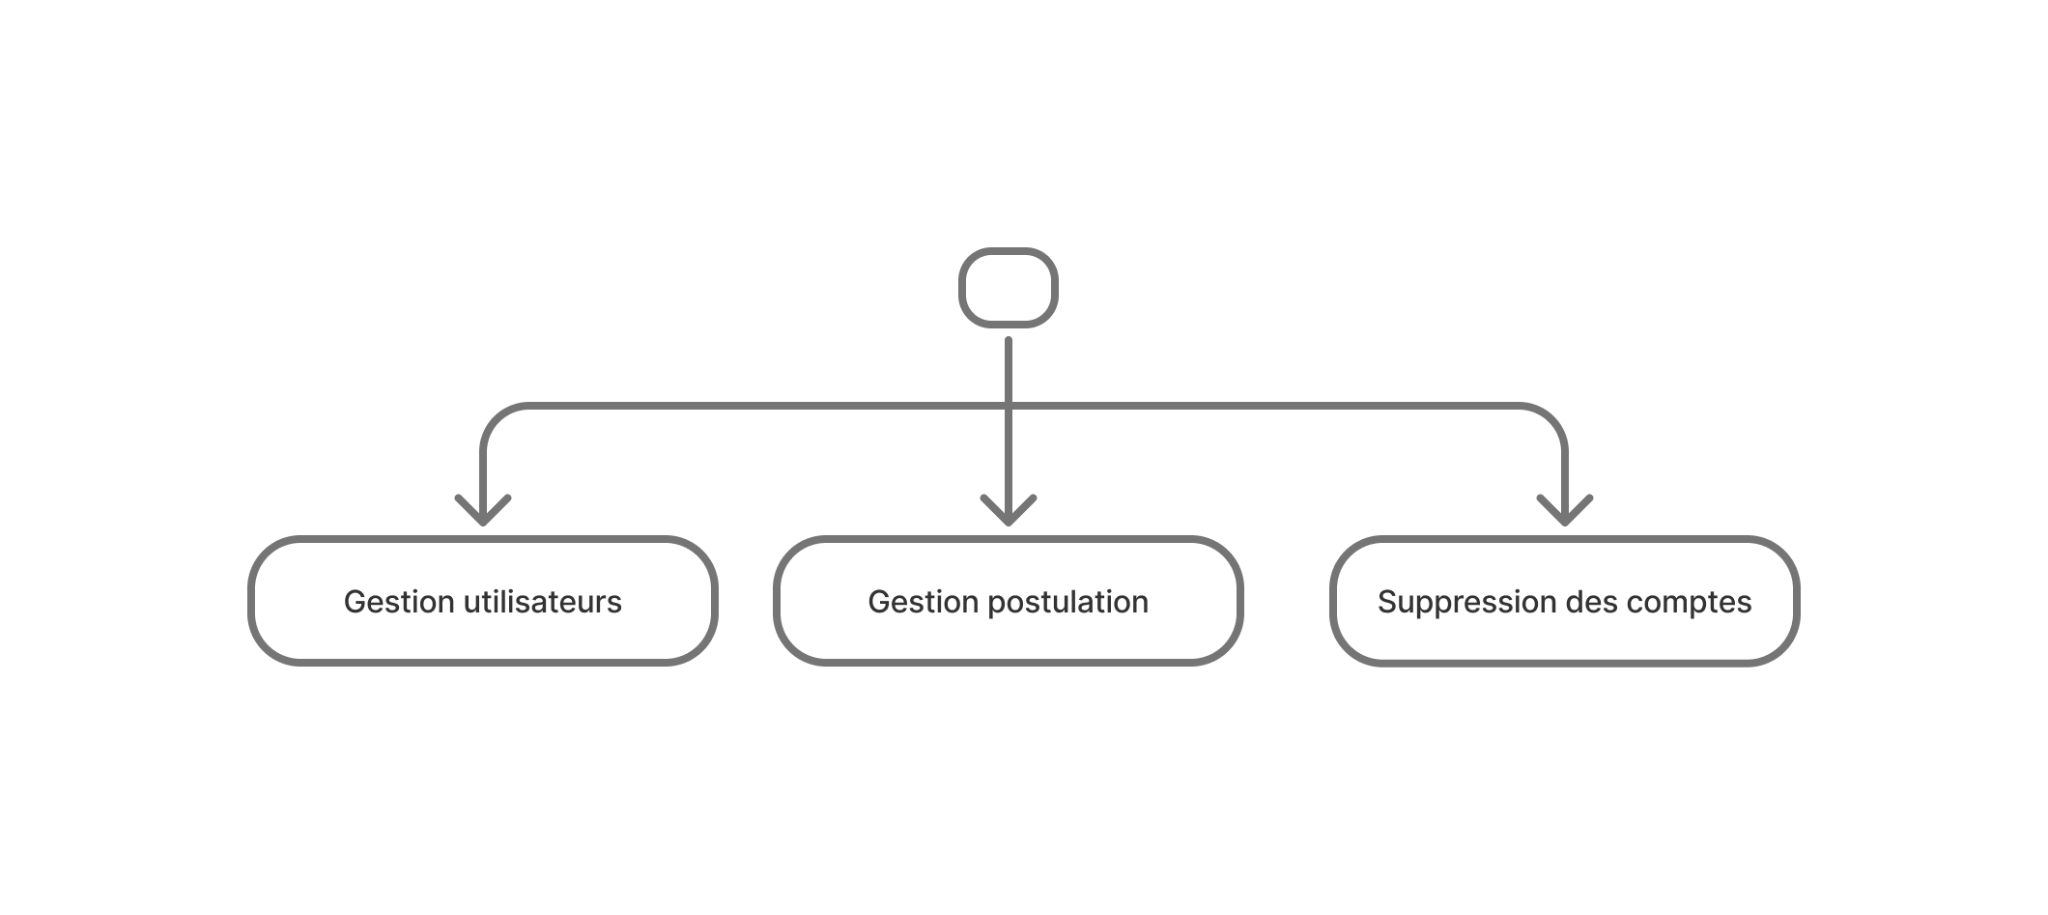 Gestion utilisateurs
Gestion postulation
Suppression des comptes